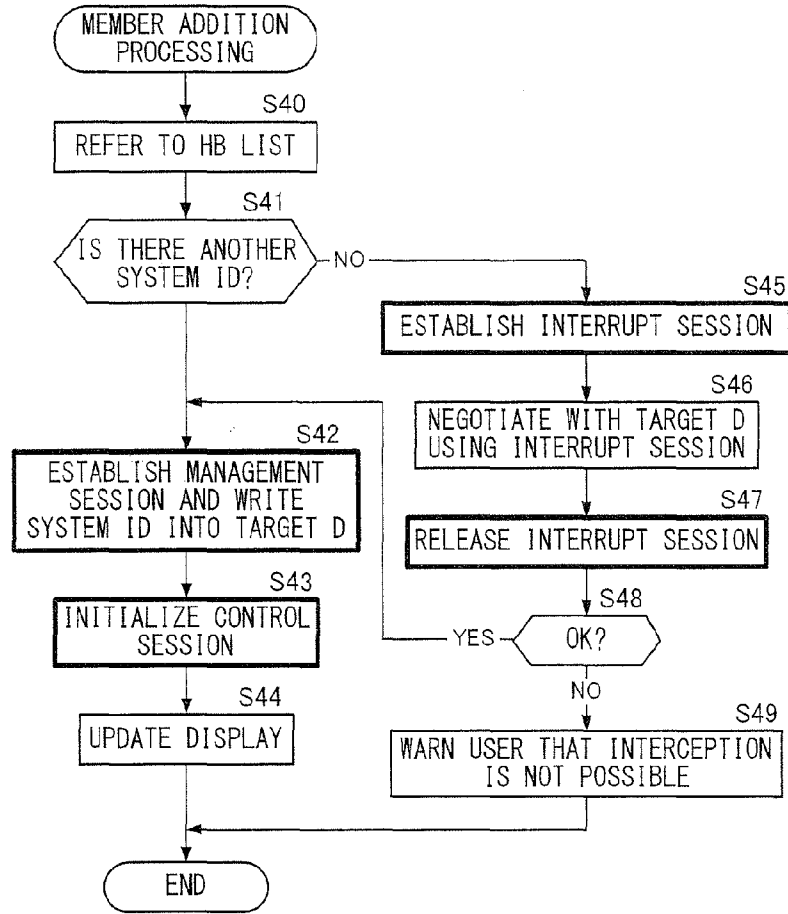 MEMBER ADDITION
PROCESSING
S40
REFER TO HB LIST
S41
IS THERE ANOTHER
SYSTEM ID?
NO
S45
ESTABLISH INTERRUPT SESSION
S46
NEGOTIATE WITH TARGET D
USING INTERRUPT SESSION
S42
ESTABLISH MANAGEMENT
SESSION AND WRITE
SYSTEM ID INTO TARGET D
S47
RELEASE INTERRUPT SESSION
S43
INITIALIZE CONTROL
SESSION
S48
OK?
YES
NO
S44
UPDATE DISPLAY
S49
WARN USER THAT INTERCEPTION
IS NOT POSSIBLE
END